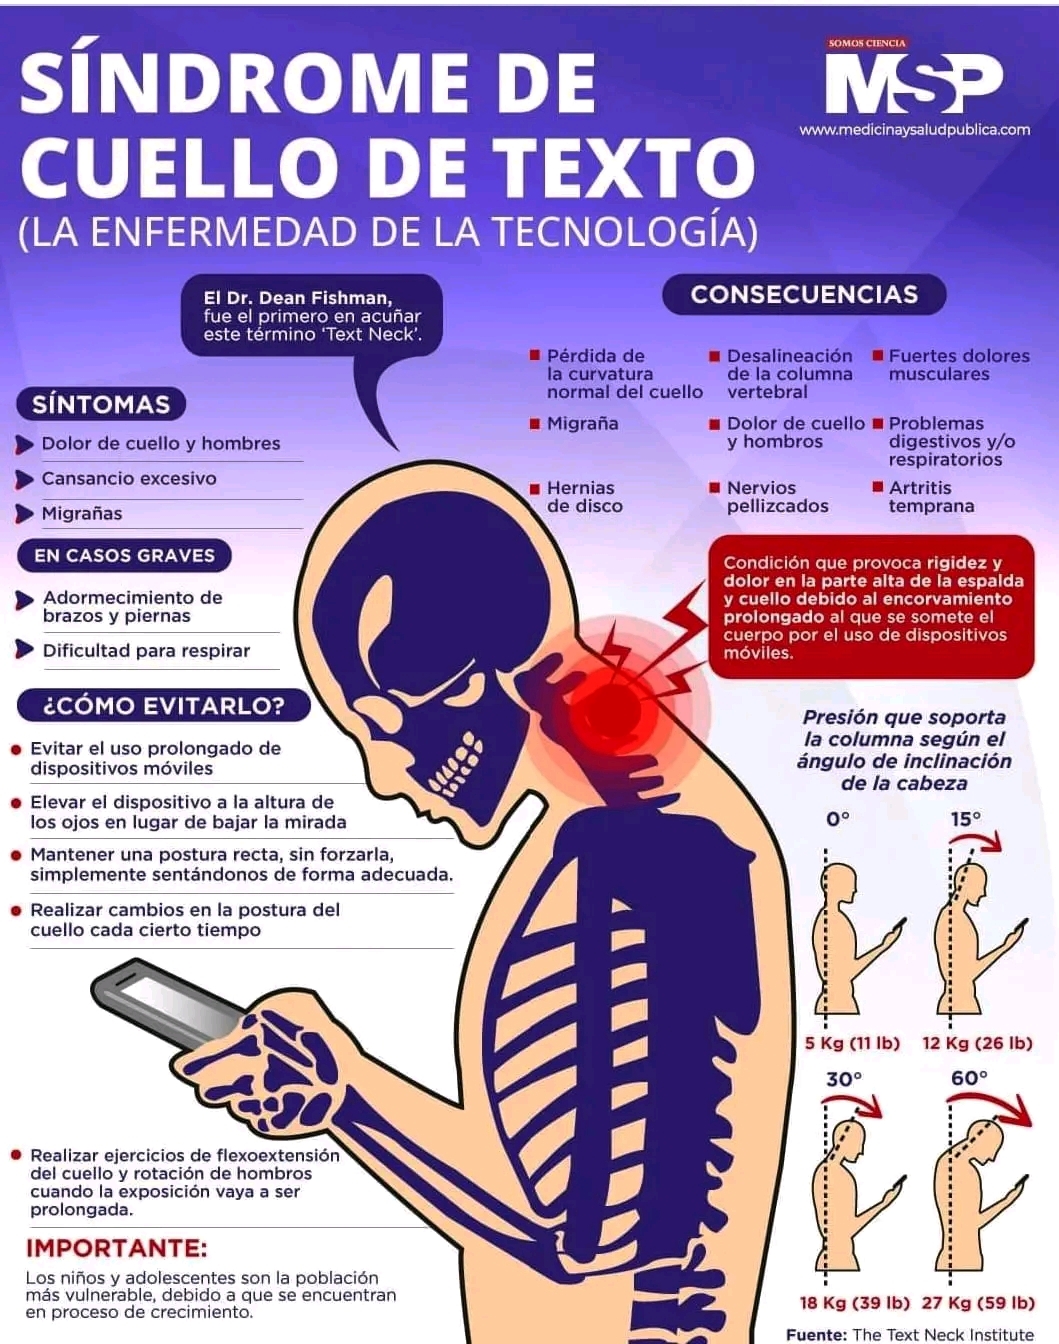 SÍNDROME DE
CUELLO DE TEXTO
(LA ENFERMEDAD DE LA TECNOLOGÍA)
SOMOS CIENCIA
MSP
www.medicinaysaludpublica.com
El Dr. Dean Fishman,
fue el primero en acuñar
este término ‘Text Neck’.
SÍNTOMAS
Dolor de cuello y hombres
Cansancio excesivo
Migrañas
EN CASOS GRAVES
Adormecimiento de
brazos y piernas
Dificultad para respirar
¿CÓMO EVITARLO?
Evitar el uso prolongado de
dispositivos móviles
Elevar el dispositivo a la altura de
los ojos en lugar de bajar la mirada
Mantener una postura recta, sin forzarla,
simplemente sentándonos de forma adecuada.
Realizar cambios en la postura del
cuello cada cierto tiempo
Realizar ejercicios de flexoextensión
del cuello y rotación de hombros
cuando la exposición vaya a ser
prolongada.
IMPORTANTE:
Los niños y adolescentes son la población
más vulnerable, debido a que se encuentran
en proceso de crecimiento.
CONSECUENCIAS
Pérdida de
la curvatura
normal del cuello
Desalineación
de la columna
vertebral
Fuertes dolores
musculares
Migraña
Dolor de cuello
y hombros
Problemas
digestivos y/o
respiratorios
Hernias
de disco
Nervios
pellizcados
Artritis
temprana
Condición que provoca rigidez y
dolor en la parte alta de la espalda
y cuello debido al encorvamiento
prolongado al que se somete el
cuerpo por el uso de dispositivos
móviles.
Presión que soporta
la columna según el
ángulo de inclinación
de la cabeza
0°
15°
5 Kg (11 lb)
12 Kg (26 lb)
30°
60°
18 Kg (39 lb)
27 Kg (59 lb)
Fuente: The Text Neck Institute